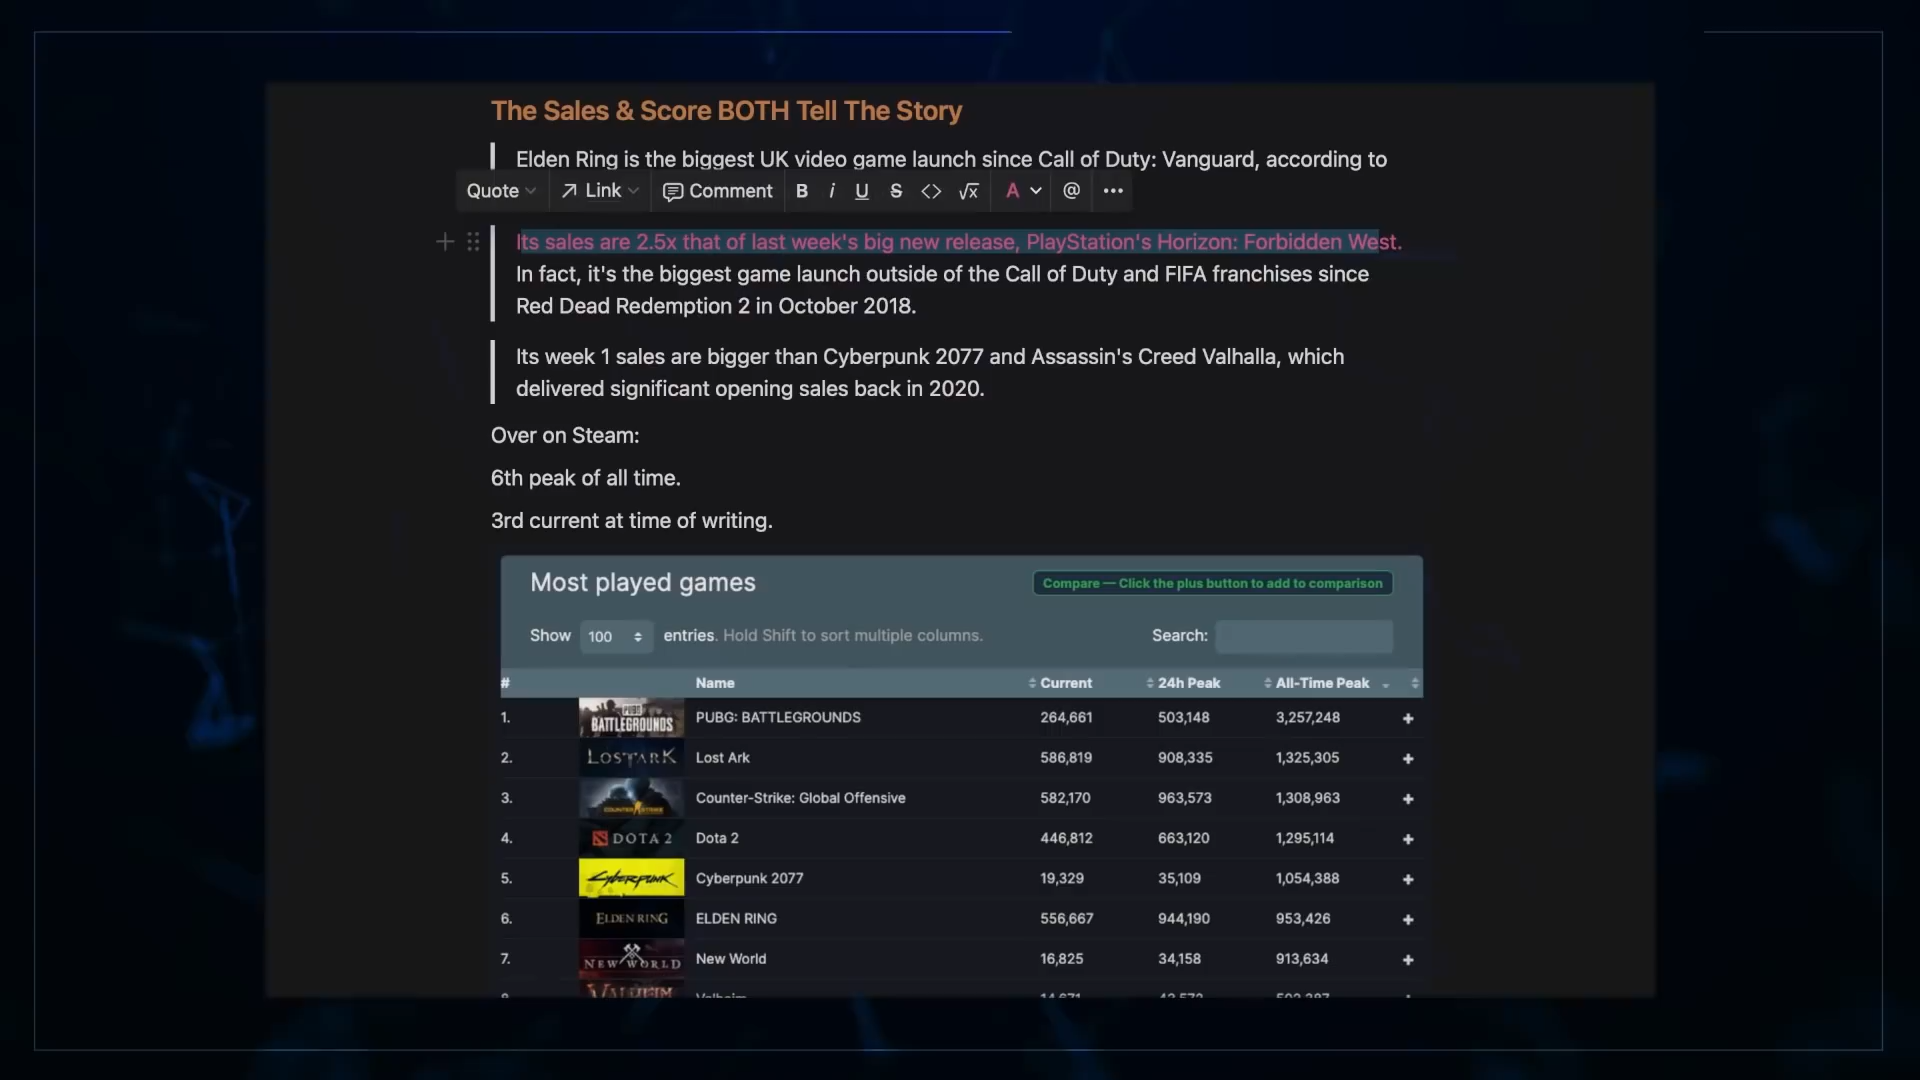 The Sales & Score BOTH Tell The Story
Elden Ring is the biggest UK video game launch since Call of Duty: Vanguard, according to
Quote Link Comment B i U S <> √x A @ •••
Its sales are 2.5x that of last week's big new release, PlayStation's Horizon: Forbidden West.
In fact, it's the biggest game launch outside of the Call of Duty and FIFA franchises since
Red Dead Redemption 2 in October 2018.
Its week 1 sales are bigger than Cyberpunk 2077 and Assassin's Creed Valhalla, which
delivered significant opening sales back in 2020.
Over on Steam:
6th peak of all time.
3rd current at time of writing.
Most played games
Compare — Click the plus button to add to comparison
Show 100 entries. Hold Shift to sort multiple columns.
Search:
# Name Current 24h Peak All-Time Peak
1. PUBG BATTLEGROUNDS PUBG: BATTLEGROUNDS 264,661 503,148 3,257,248 +
2. LOST ARK Lost Ark 586,819 908,335 1,325,305 +
3. COUNTER STRIKE Counter-Strike: Global Offensive 582,170 963,573 1,308,963 +
4. DOTA 2 Dota 2 446,812 663,120 1,295,114 +
5. Cyberpunk Cyberpunk 2077 19,329 35,109 1,054,388 +
6. ELDEN RING ELDEN RING 556,667 944,190 953,426 +
7. NEW WORLD New World 16,825 34,158 913,634 +
VALHEIM Valheim